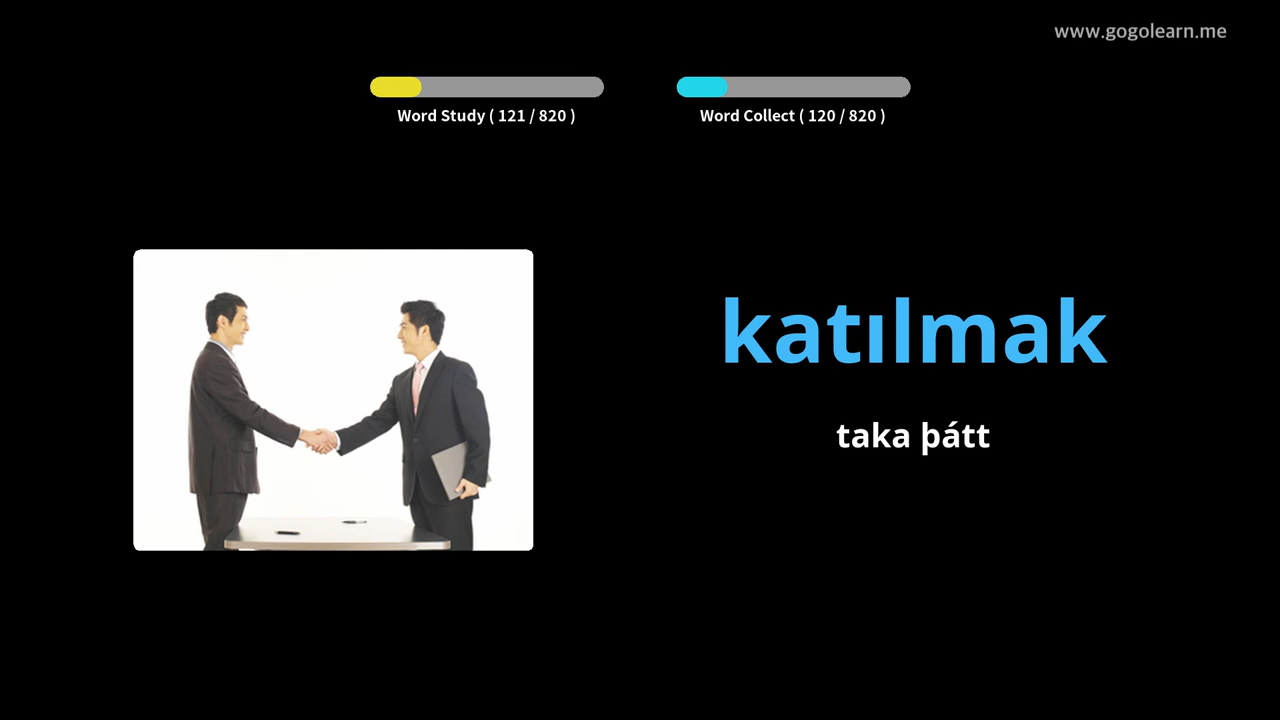 www.gogolearn.me
Word Study ( 121 / 820 )
Word Collect ( 120 / 820 )
katılmak
taka þátt